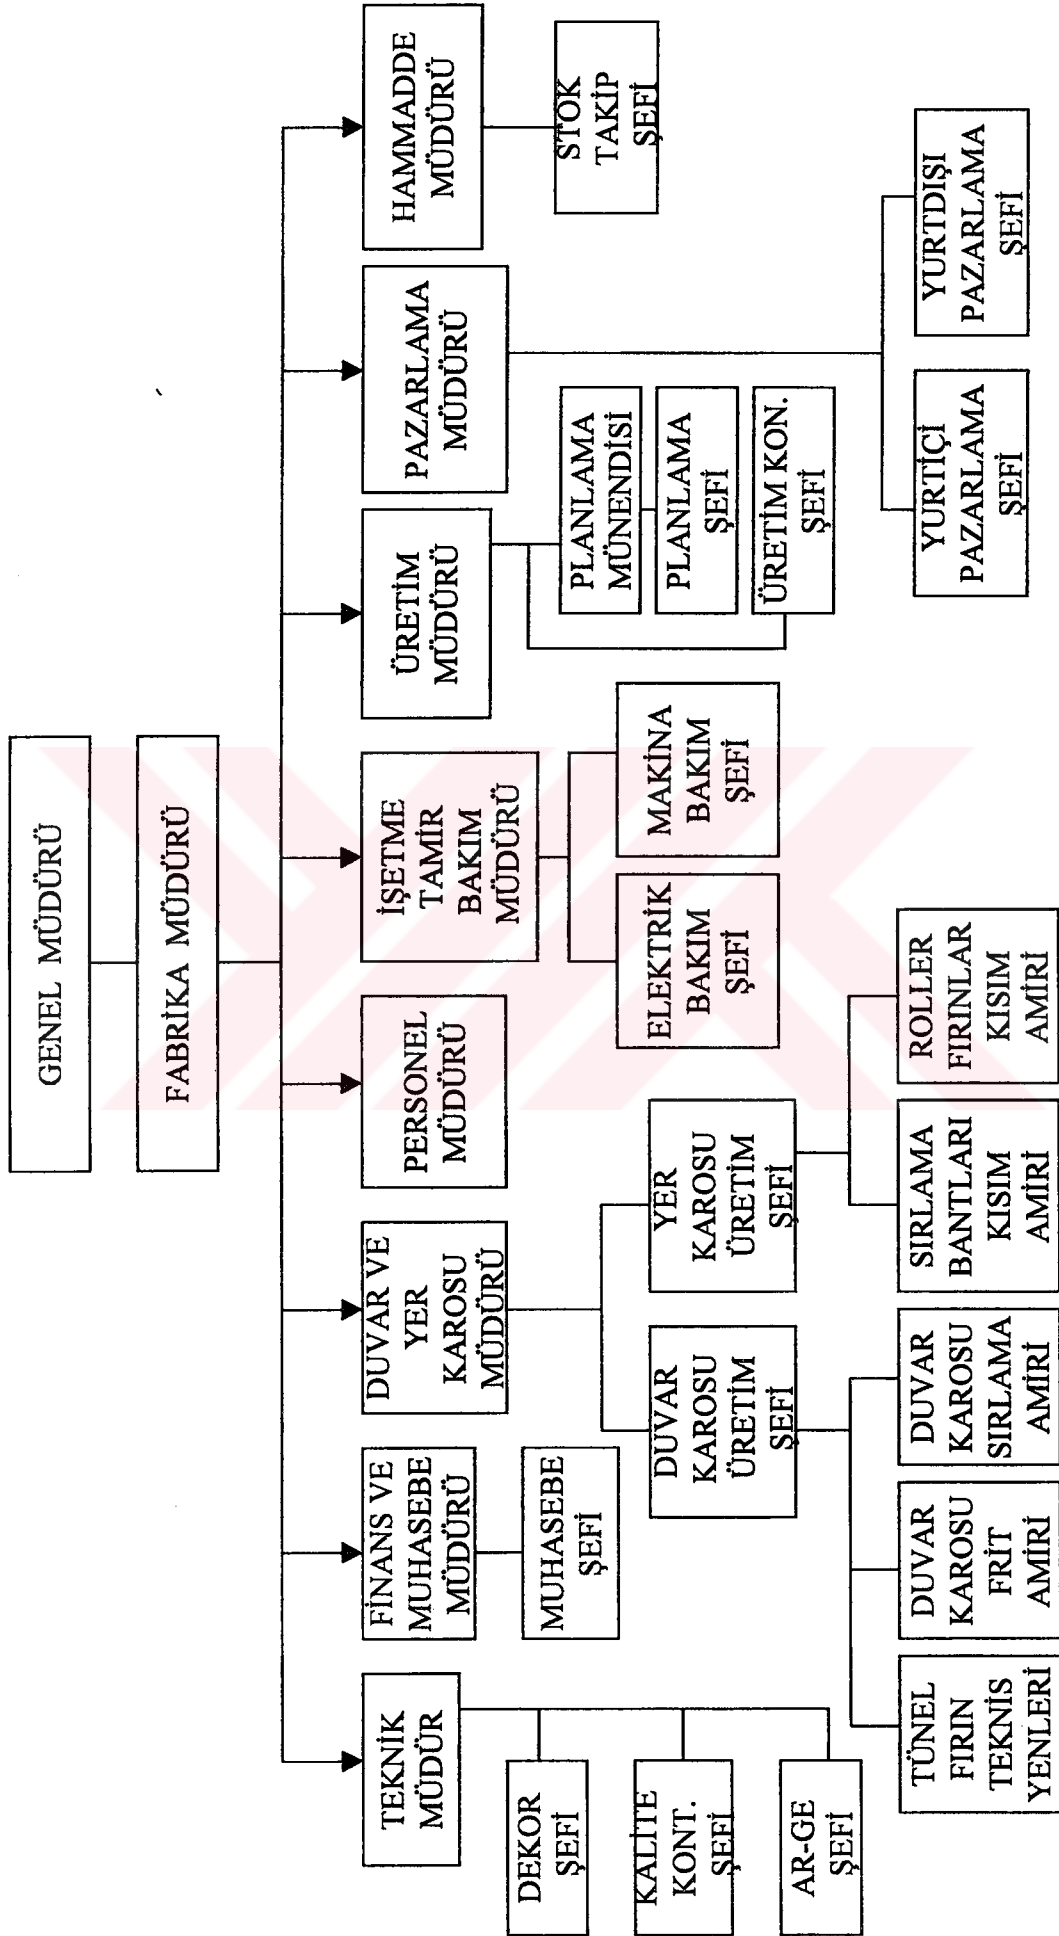 GENEL MÜDÜRÜ
FABRIKA MÜDÜRÜ
TEKNİK
MÜDÜR
FİNANS VE
MUHASEBE
MÜDÜRÜ
DUVAR VE
YER
KAROSU
MÜDÜRÜ
PERSONEL
MÜDÜRÜ
İŞETME
TAMİR
BAKIM
MÜDÜRÜ
ÜRETİM
MÜDÜRÜ
PAZARLAMA
MÜDÜRÜ
HAMMADDE
MÜDÜRÜ
DEKOR
ŞEFİ
KALİTE
KONT.
ŞEFİ
AR-GE
ŞEFİ
MUHASEBE
ŞEFİ
DUVAR
KAROSU
ÜRETİM
ŞEFİ
YER
KAROSU
ÜRETİM
ŞEFİ
TÜNEL
FIRIN
TEKNİS
YENLERİ
DUVAR
KAROSU
FRİT
AMİRİ
DUVAR
KAROSU
SIRLAMA
AMİRİ
SIRLAMA
BANTLARI
KISIM
AMİRİ
ROLLER
FIRINLAR
KISIM
AMİRİ
ELEKTRİK
BAKIM
ŞEFİ
MAKİNA
BAKIM
ŞEFİ
PLANLAMA
MÜNENDİSİ
PLANLAMA
ŞEFİ
ÜRETİM KON.
ŞEFİ
YURTİÇİ
PAZARLAMA
ŞEFİ
YURTDIŞI
PAZARLAMA
ŞEFİ
STOK
TAKİP
ŞEFİ